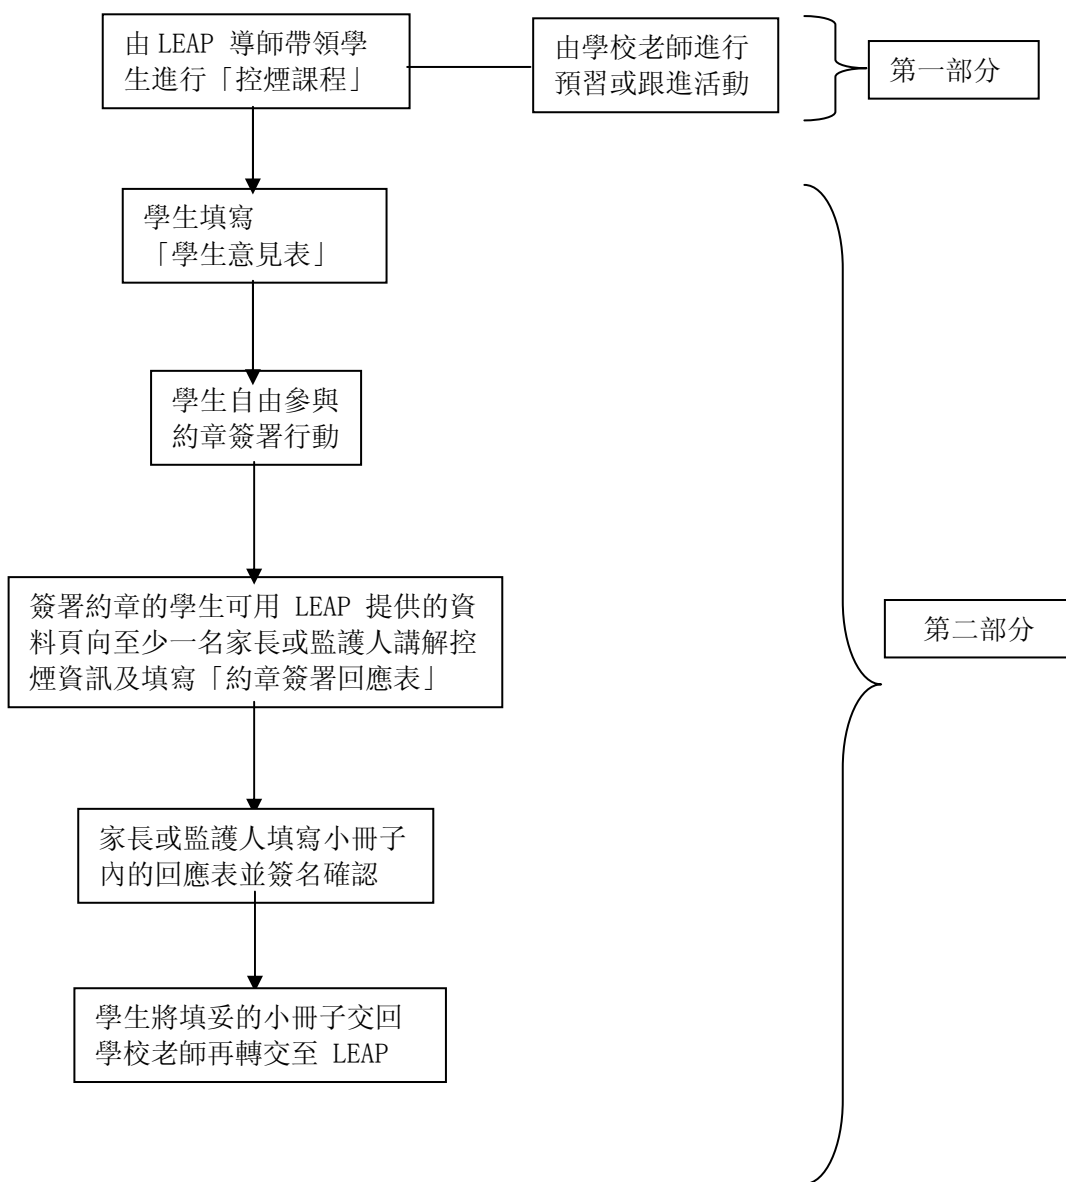 由 LEAP 導師帶領學
生進行「控煙課程」
由學校老師進行
預習或跟進活動
第一部分
學生填寫
「學生意見表」
學生自由參與
約章簽署行動
簽署約章的學生可用 LEAP 提供的資
料頁向至少一名家長或監護人講解控
煙資訊及填寫「約章簽署回應表」
第二部分
家長或監護人填寫小冊子
內的回應表並簽名確認
學生將填妥的小冊子交回
學校老師再轉交至 LEAP